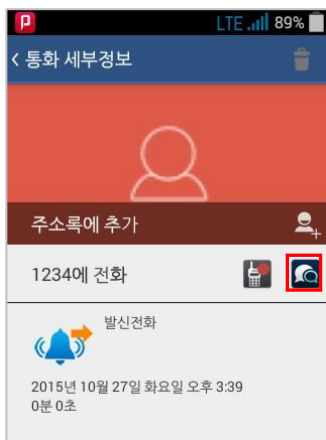 LTE 89%
< 통화 세부정보
주소록에 추가
1234에 전화
발신전화
2015년 10월 27일 화요일 오후 3:39
0분 0초